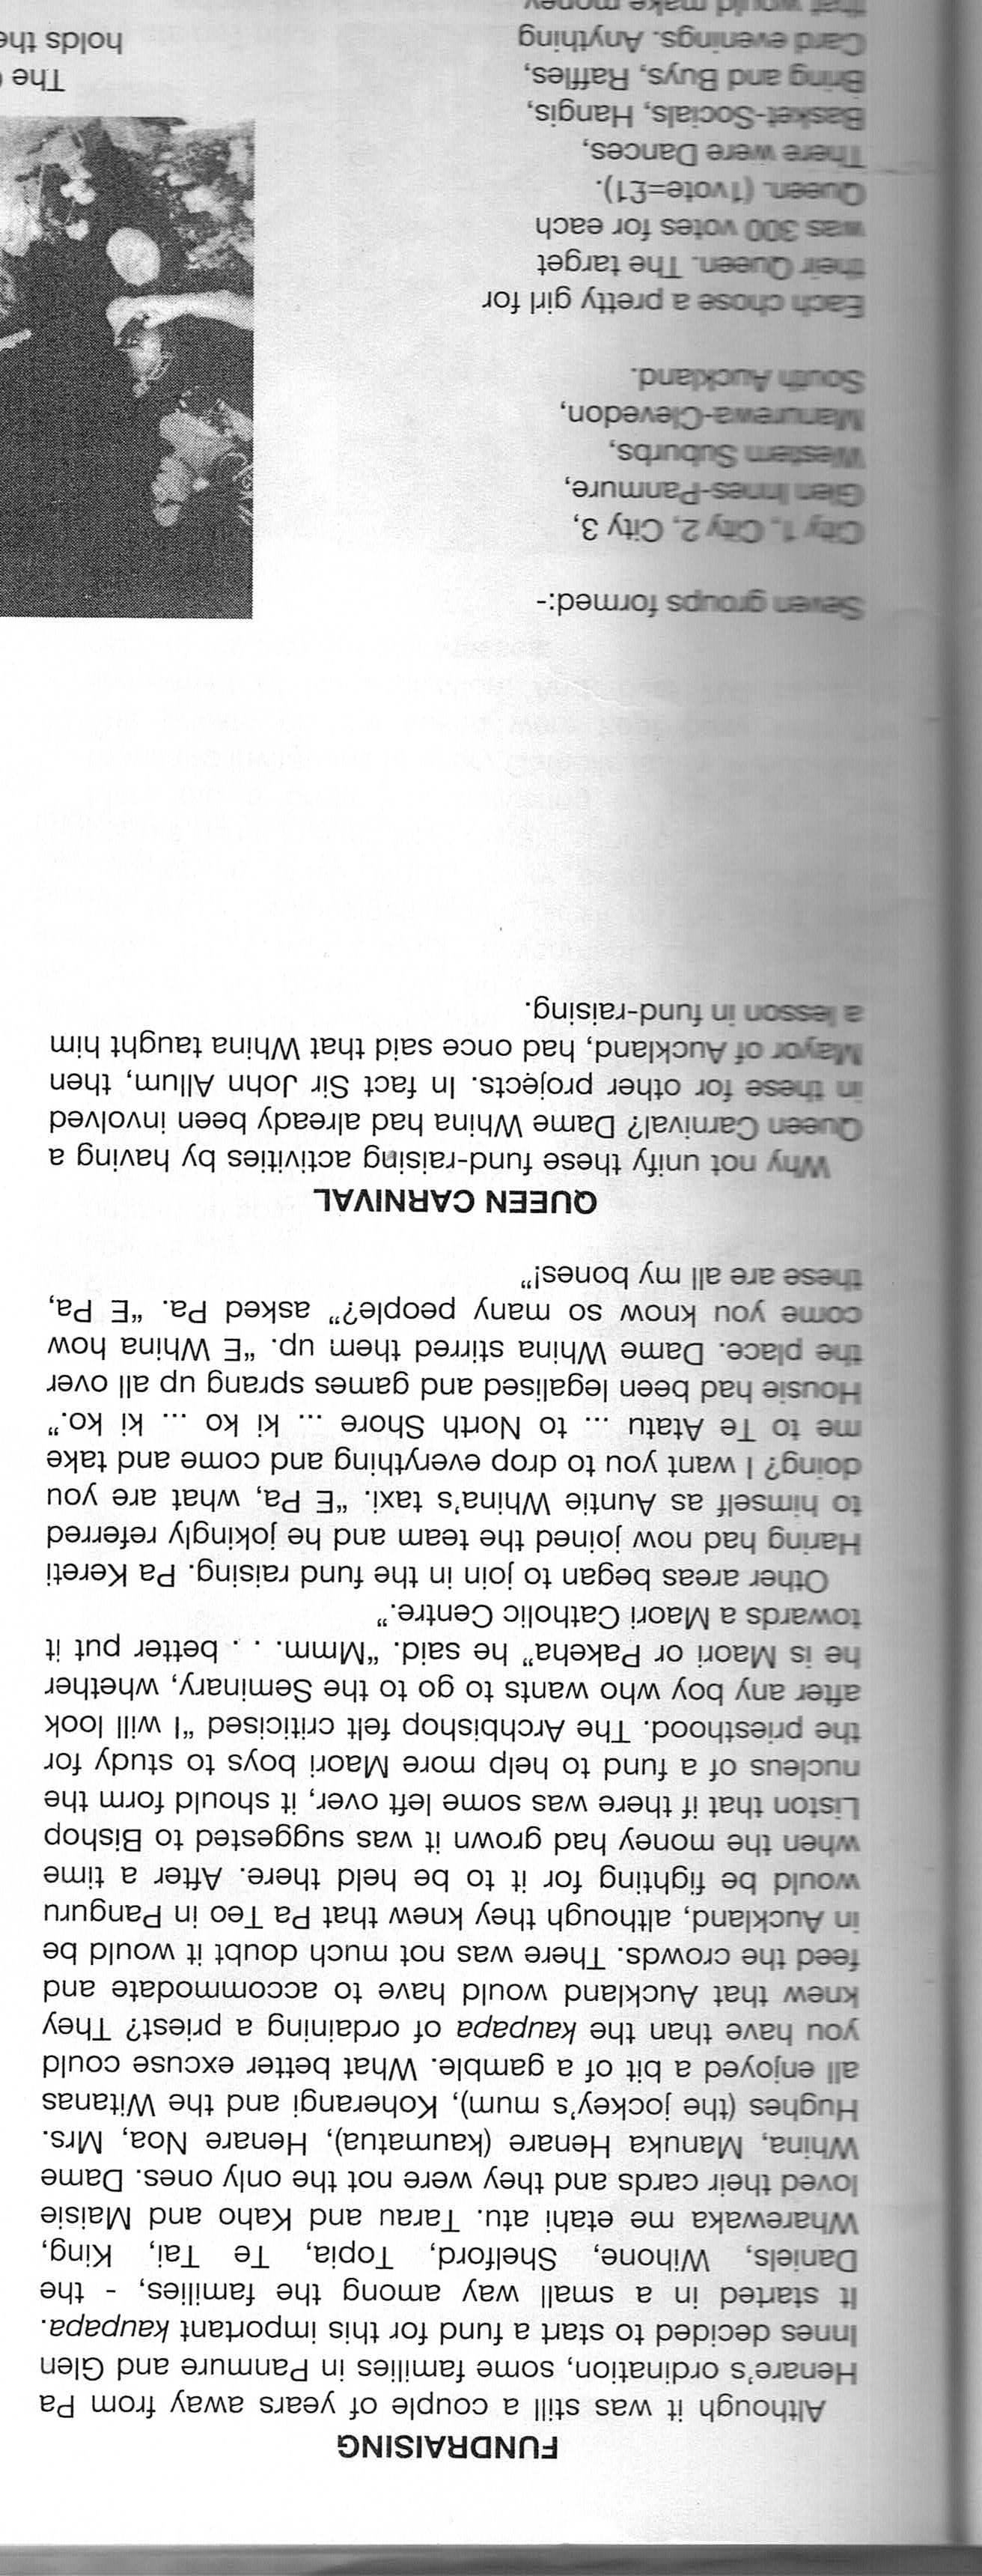 FUNDRAISING
Although it was still a couple of years away from Pa
Henare's ordination, some families in Panmure and Glen
Innes decided to start a fund for this important kaupapa.
It started in a small way among the families, - the
Daniels, Wihone, Shelford, Topia, Te Tai, King,
Wharewaka me etahi atu. Tarau and Kaho and Maisie
loved their cards and they were not the only ones. Dame
Whina, Manuka Henare (kaumatua), Henare Noa, Mrs.
Hughes (the jockey's mum), Koherangi and the Witanas
all enjoyed a bit of a gamble. What better excuse could
you have than the kaupapa of ordaining a priest? They
knew that Auckland would have to accommodate and
feed the crowds. There was not much doubt it would be
in Auckland, although they knew that Pa Teo in Panguru
would be fighting for it to be held there. After a time
when the money had grown it was suggested to Bishop
Liston that if there was some left over, it should form the
nucleus of a fund to help more Maori boys to study for
the priesthood. The Archbishop felt criticised “I will look
after any boy who wants to go to the Seminary, whether
he is Maori or Pakeha” he said. “Mmm. . . better put it
towards a Maori Catholic Centre.”
Other areas began to join in the fund raising. Pa Kereti
Haring had now joined the team and he jokingly referred
to himself as Auntie Whina's taxi. “E Pa, what are you
doing? I want you to drop everything and come and take
me to Te Atatu ... to North Shore ... ki ko ... ki ko.”
Housie had been legalised and games sprang up all over
the place. Dame Whina stirred them up. “E Whina how
come you know so many people?” asked Pa. “E Pa,
these are all my bones!”
QUEEN CARNIVAL
Why not unify these fund-raising activities by having a
Queen Carnival? Dame Whina had already been involved
in these for other projects. In fact Sir John Allum, then
Mayor of Auckland, had once said that Whina taught him
a lesson in fund-raising.
Seven groups formed:-
City 1, City 2, City 3,
Glen Innes-Panmure,
Western Suburbs,
Manurewa-Clevedon,
South Auckland.
Each chose a pretty girl for
their Queen. The target
was 300 votes for each
Queen. (1vote=£1).
There were Dances,
Basket-Socials, Hangis,
Bring and Buys, Raffles,
Card evenings. Anything
that would make money
The
holds the